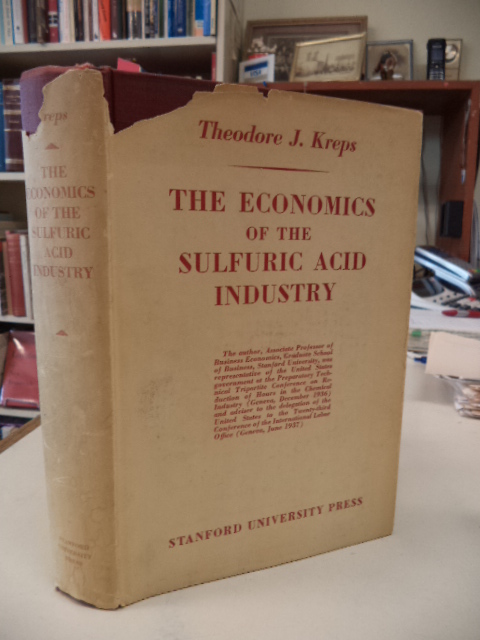 Kreps
THE
ECONOMICS
OF THE
SULFURIC
ACID
INDUSTRY
STANFORD
UNIVERSITY
PRESS
Theodore J. Kreps
THE ECONOMICS
OF THE
SULFURIC ACID
INDUSTRY
The author, Associate Professor of
Business Economics, Graduate School
of Business, Stanford University, was
representative of the United States
government at the Preparatory Tech-
nical Tripartite Conference on Re-
duction of Hours in the Chemical
Industry (Geneva, December 1936)
and adviser to the delegation of the
United States to the Twenty-third
Conference of the International Labor
Office (Geneva, June 1937)
STANFORD UNIVERSITY PRESS